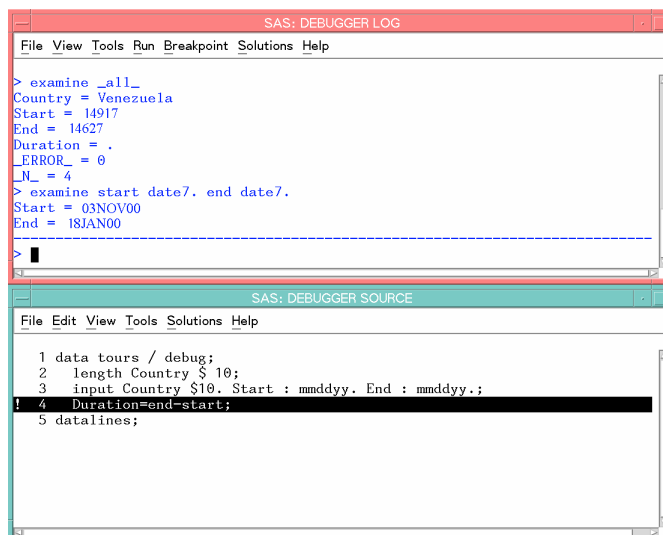 SAS: DEBUGGER LOG
File View Tools Run Breakpoint Solutions Help
> examine _all_
Country = Venezuela
Start = 14917
End = 14627
Duration = .
_ERROR_ = 0
_N_ = 4
> examine start date7. end date7.
Start = 03NOV00
End = 18JAN00
>
SAS: DEBUGGER SOURCE
File Edit View Tools Solutions Help
1 data tours / debug;
2 length Country $ 10;
3 input Country $10. Start : mmddyy. End : mmddyy.;
! 4 Duration=end-start;
5 datalines;